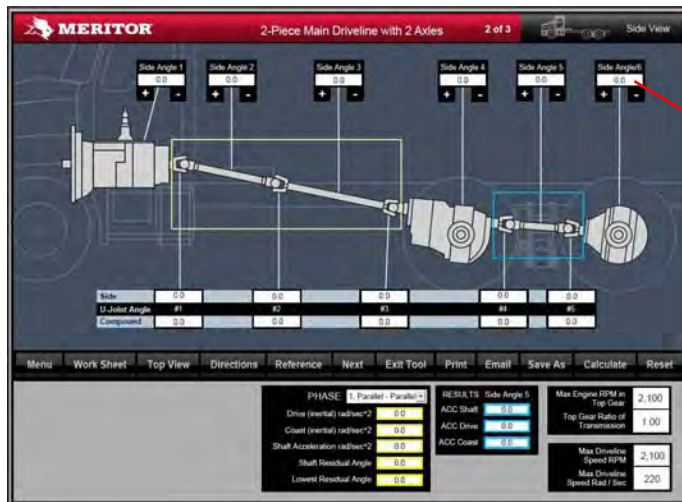 MERITOR 2-Piece Main Driveline with 2 Axles 2 of 3 Side View
Side Angle 1 Side Angle 2 Side Angle 3 Side Angle 4 Side Angle 5 Side Angle/6
0.0 0.0 0.0 0.0 0.0 0.0
+ - + - + - + - + - + -
Side 0.0 0.0 0.0 0.0 0.0
U-Joint Angle #1 #2 #3 #4 #5
Compound 0.0 0.0 0.0 0.0 0.0
Menu Work Sheet Top View Directions Reference Next Exit Tool Print Email Save As Calculate Reset
PHASE 1. Parallel - Parallel
Drive (inertial) rad/sec^2 0.0
Coast (inertial) rad/sec^2 0.0
Shaft Acceleration rad/sec^2 0.0
Shaft Residual Angle 0.0
Lowest Residual Angle 0.0
RESULTS Side Angle 5
ACC Shaft 0.0
ACC Drive 0.0
ACC Coast 0.0
Max Engine RPM in
Top Gear 2,100
Top Gear Ratio of
Transmission 1.00
Max Driveline
Speed RPM 2,100
Max Driveline
Speed Rad / Sec 220